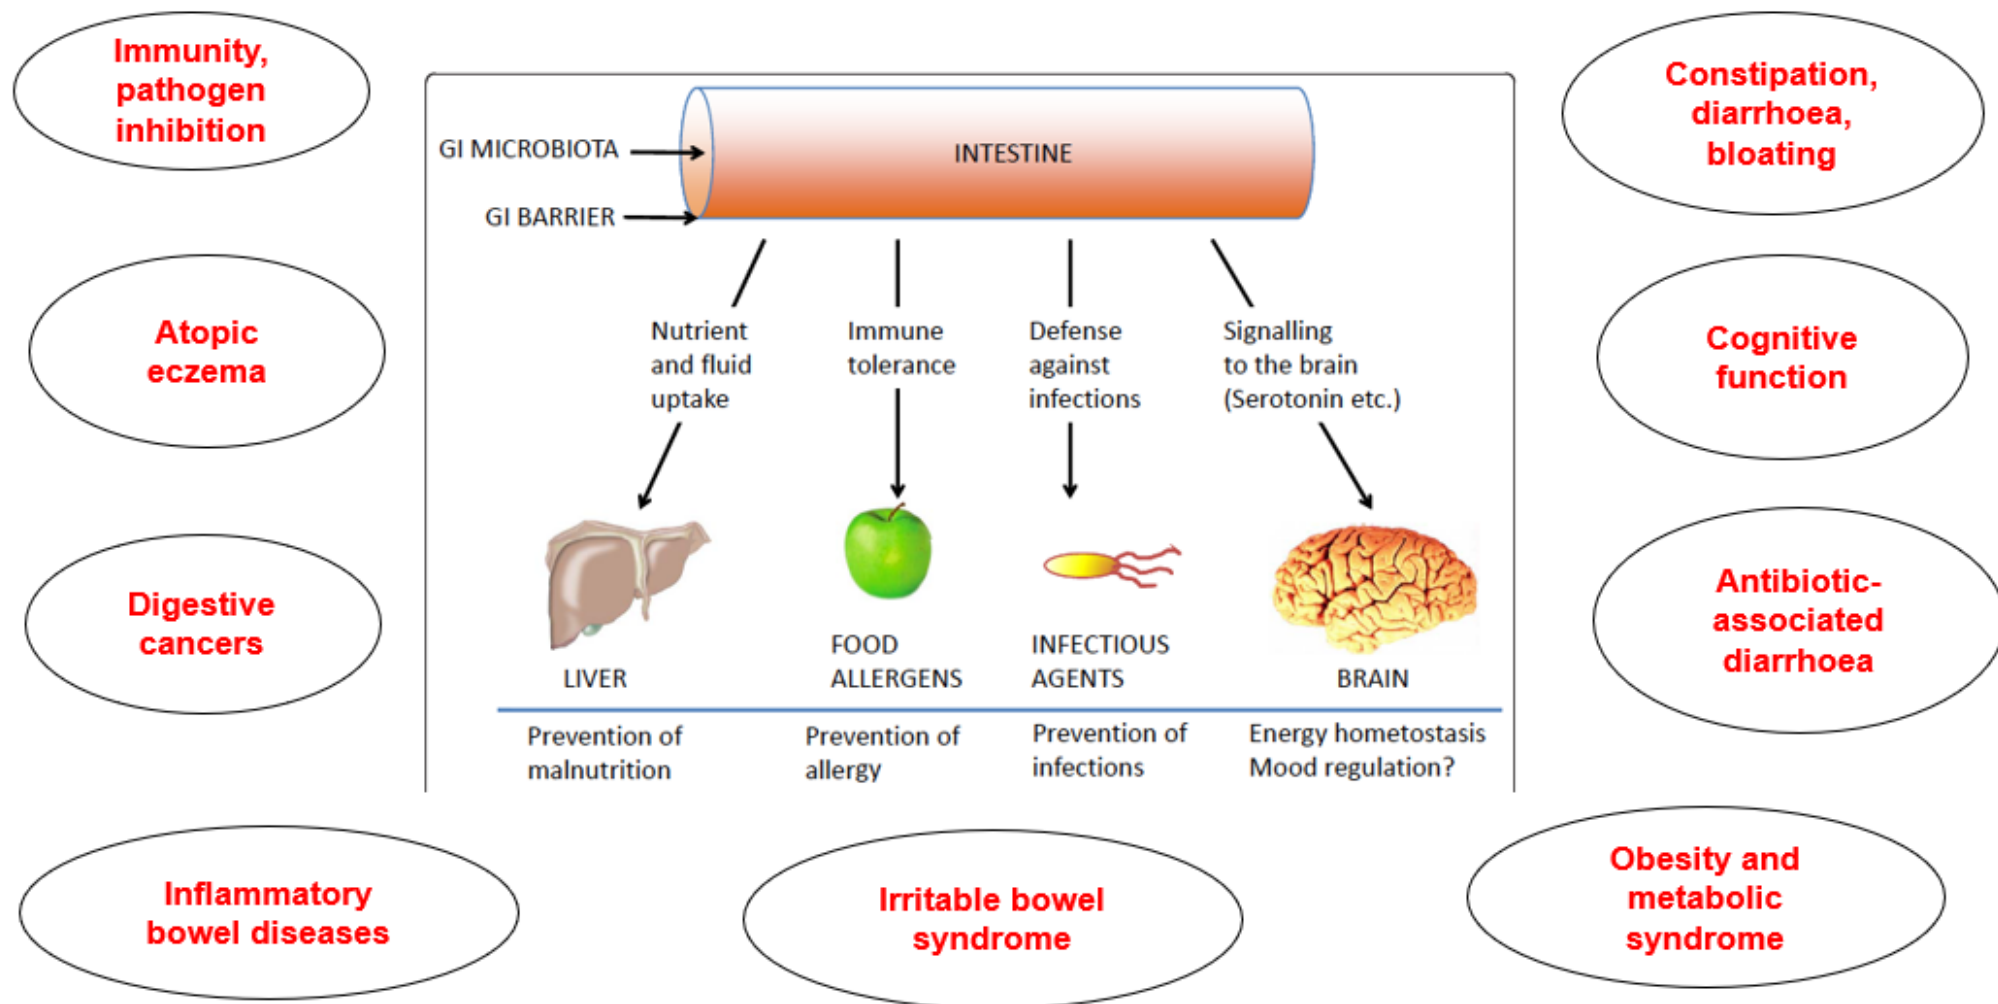 Immunity,
pathogen
inhibition
Constipation,
diarrhoea,
bloating
GI MICROBIOTA
INTESTINE
GI BARRIER
Atopic
eczema
Nutrient
and fluid
uptake
Immune
tolerance
Defense
against
infections
Signalling
to the brain
(Serotonin etc.)
Cognitive
function
Digestive
cancers
LIVER
FOOD
ALLERGENS
INFECTIOUS
AGENTS
BRAIN
Antibiotic-
associated
diarrhoea
Prevention of
malnutrition
Prevention of
allergy
Prevention of
infections
Energy hometostasis
Mood regulation?
Inflammatory
bowel diseases
Irritable bowel
syndrome
Obesity and
metabolic
syndrome